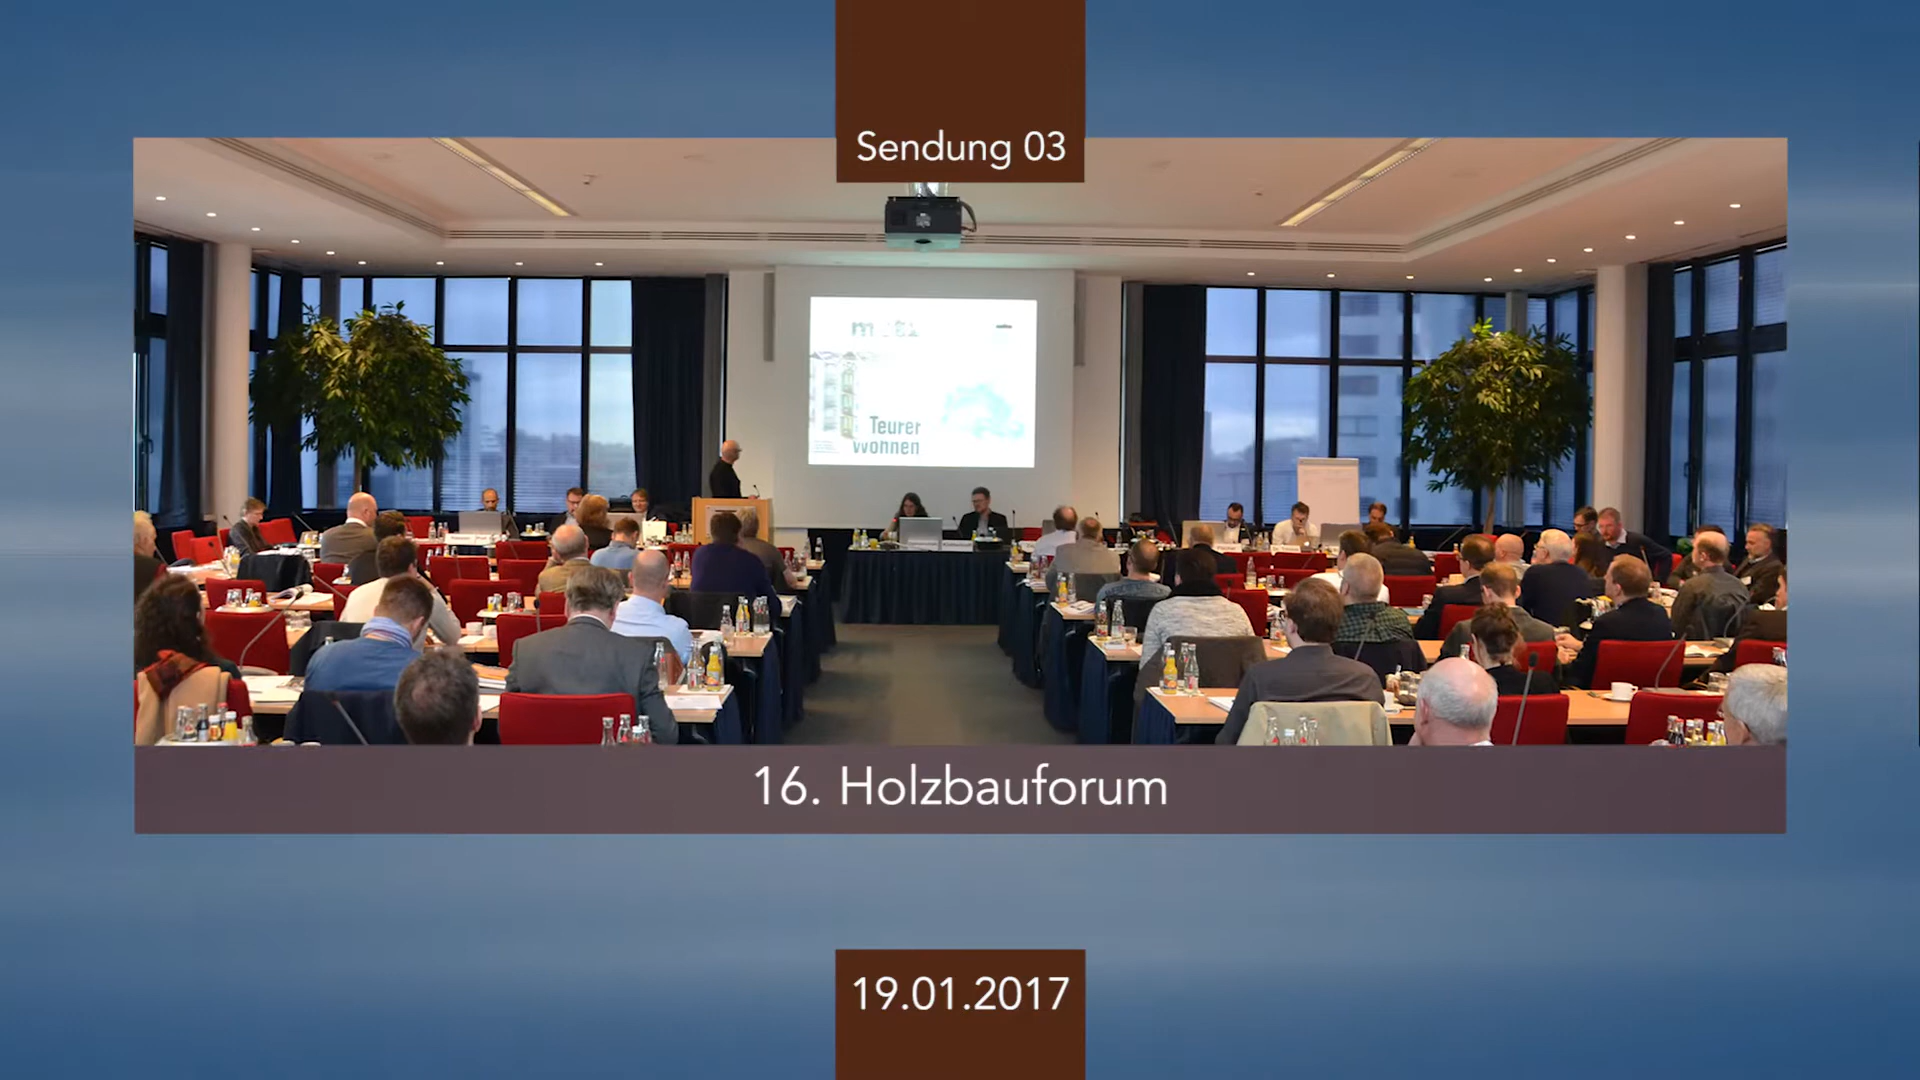 Sendung 03
Teurer
wohnen
16. Holzbauforum
19.01.2017